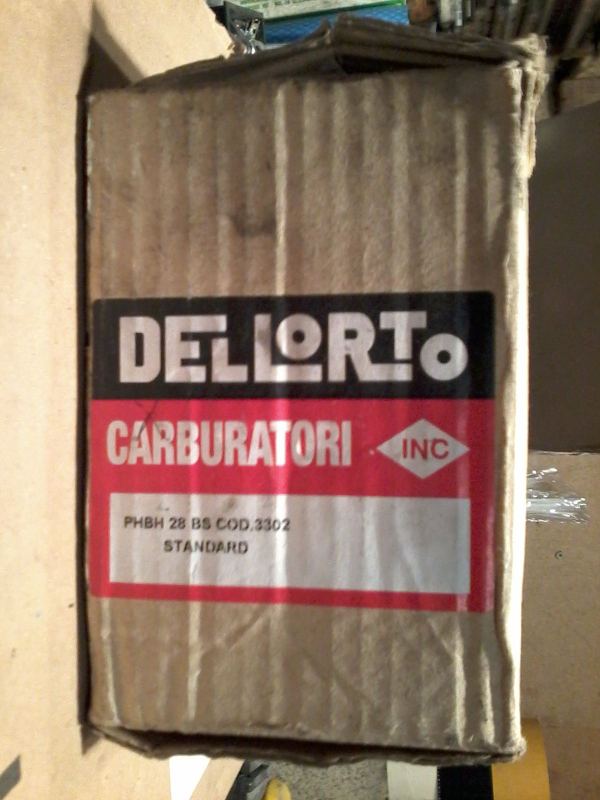 DELLORTO
CARBURATORI INC
PHBH 28 BS COD.3302
STANDARD